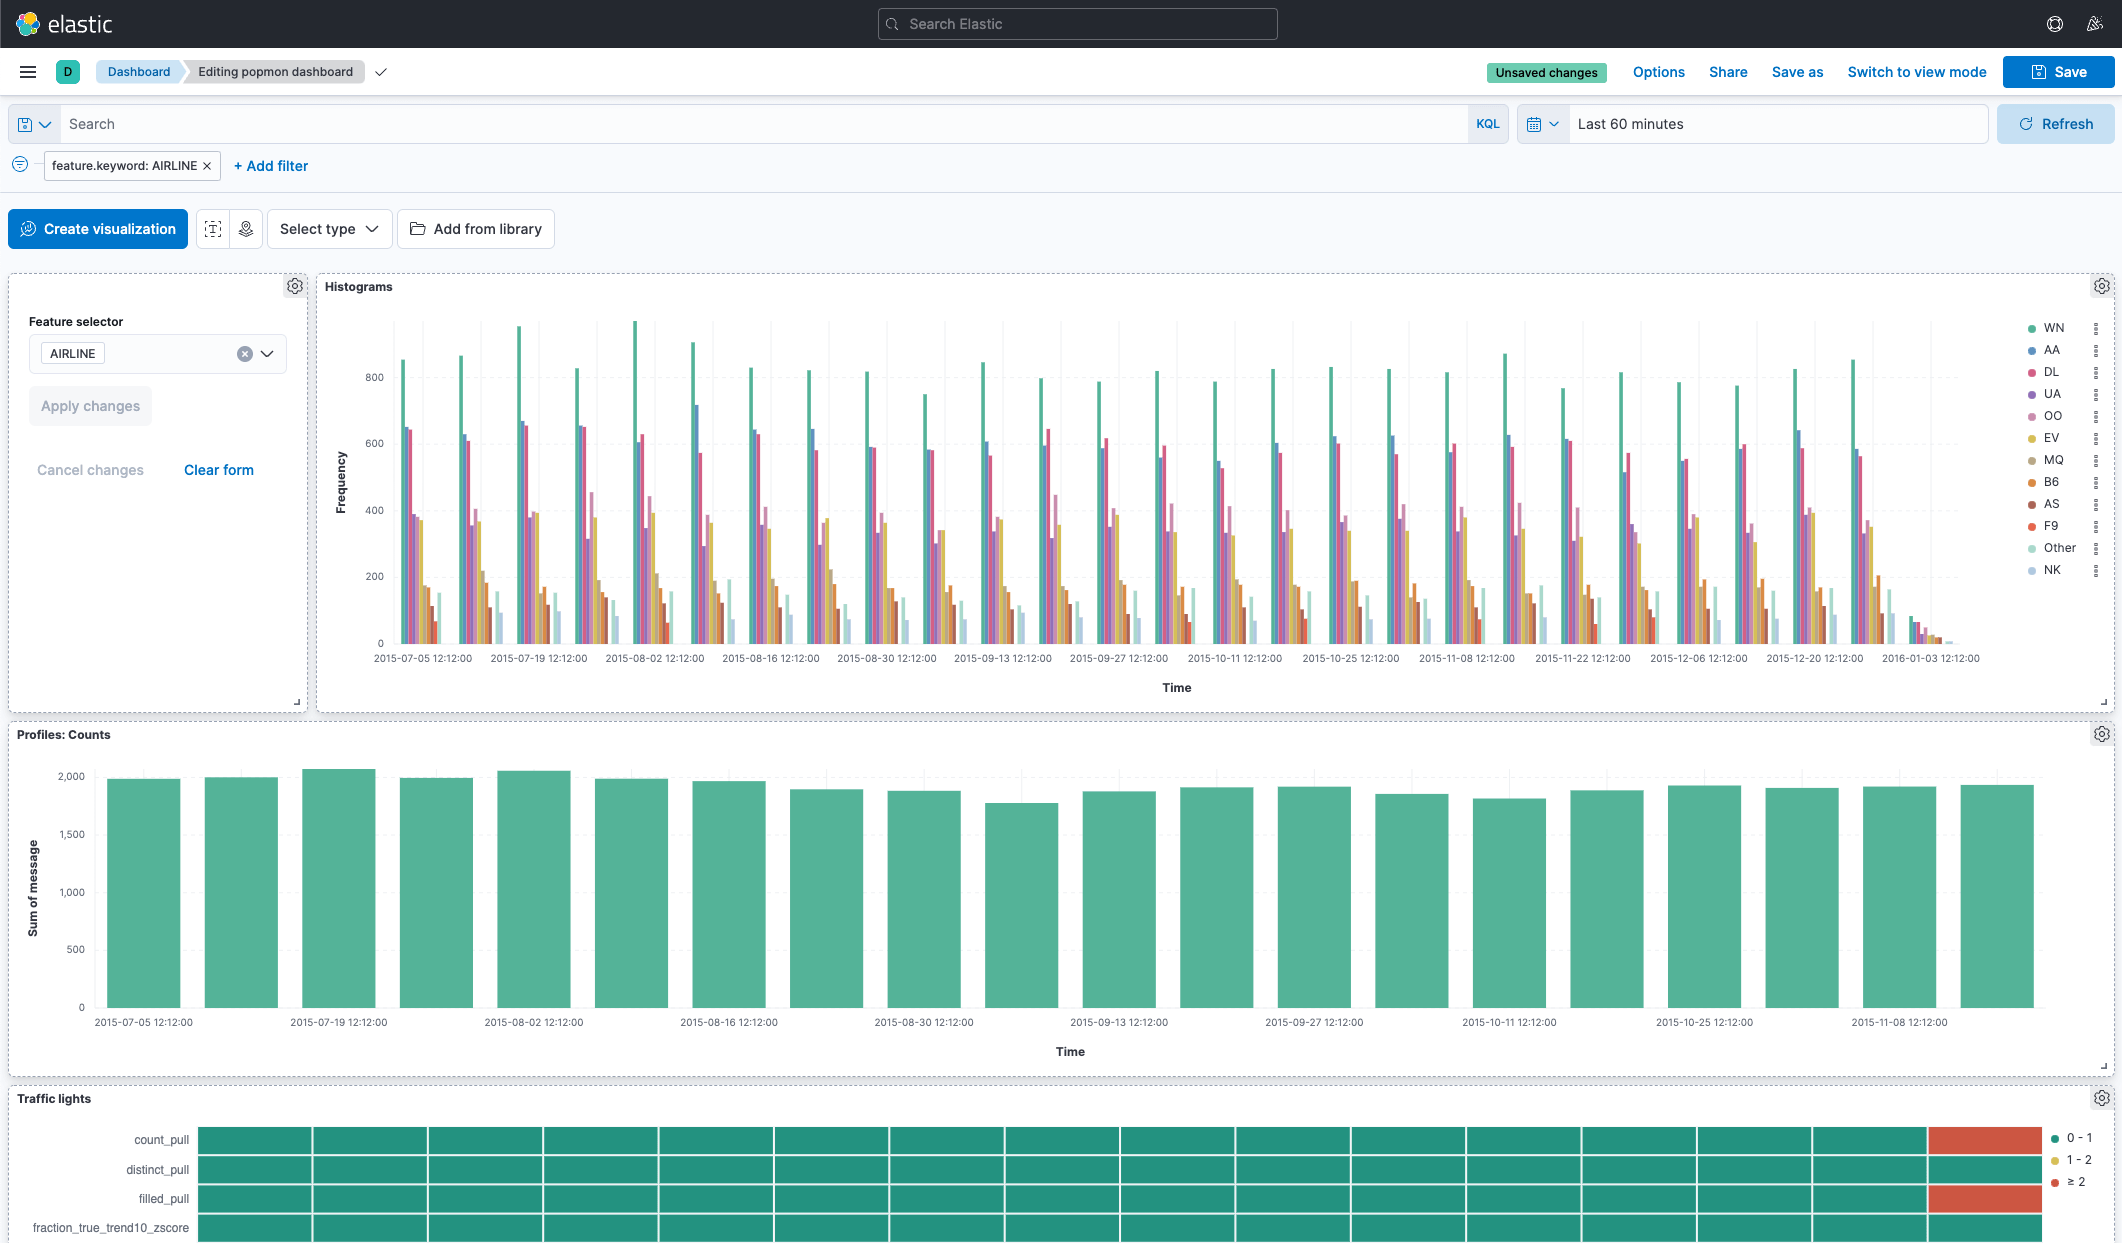 elastic
Search Elastic
D
Dashboard
Editing popmon dashboard
Unsaved changes
Options
Share
Save as
Switch to view mode
Save
Search
KQL
Last 60 minutes
Refresh
feature.keyword: AIRLINE ×
+ Add filter
Create visualization
Select type
Add from library
Feature selector
AIRLINE
Apply changes
Cancel changes
Clear form
Histograms
Frequency
800
600
400
200
0
2015-07-05 12:12:00
2015-07-19 12:12:00
2015-08-02 12:12:00
2015-08-16 12:12:00
2015-08-30 12:12:00
2015-09-13 12:12:00
2015-09-27 12:12:00
2015-10-11 12:12:00
2015-10-25 12:12:00
2015-11-08 12:12:00
2015-11-22 12:12:00
2015-12-06 12:12:00
2015-12-20 12:12:00
2016-01-03 12:12:00
Time
WN
AA
DL
UA
OO
EV
MQ
B6
AS
F9
Other
NK
Profiles: Counts
Sum of message
2,000
1,500
1,000
500
0
2015-07-05 12:12:00
2015-07-19 12:12:00
2015-08-02 12:12:00
2015-08-16 12:12:00
2015-08-30 12:12:00
2015-09-13 12:12:00
2015-09-27 12:12:00
2015-10-11 12:12:00
2015-10-25 12:12:00
2015-11-08 12:12:00
Time
Traffic lights
count_pull
distinct_pull
filled_pull
fraction_true_trend10_zscore
0 - 1
1 - 2
≥ 2